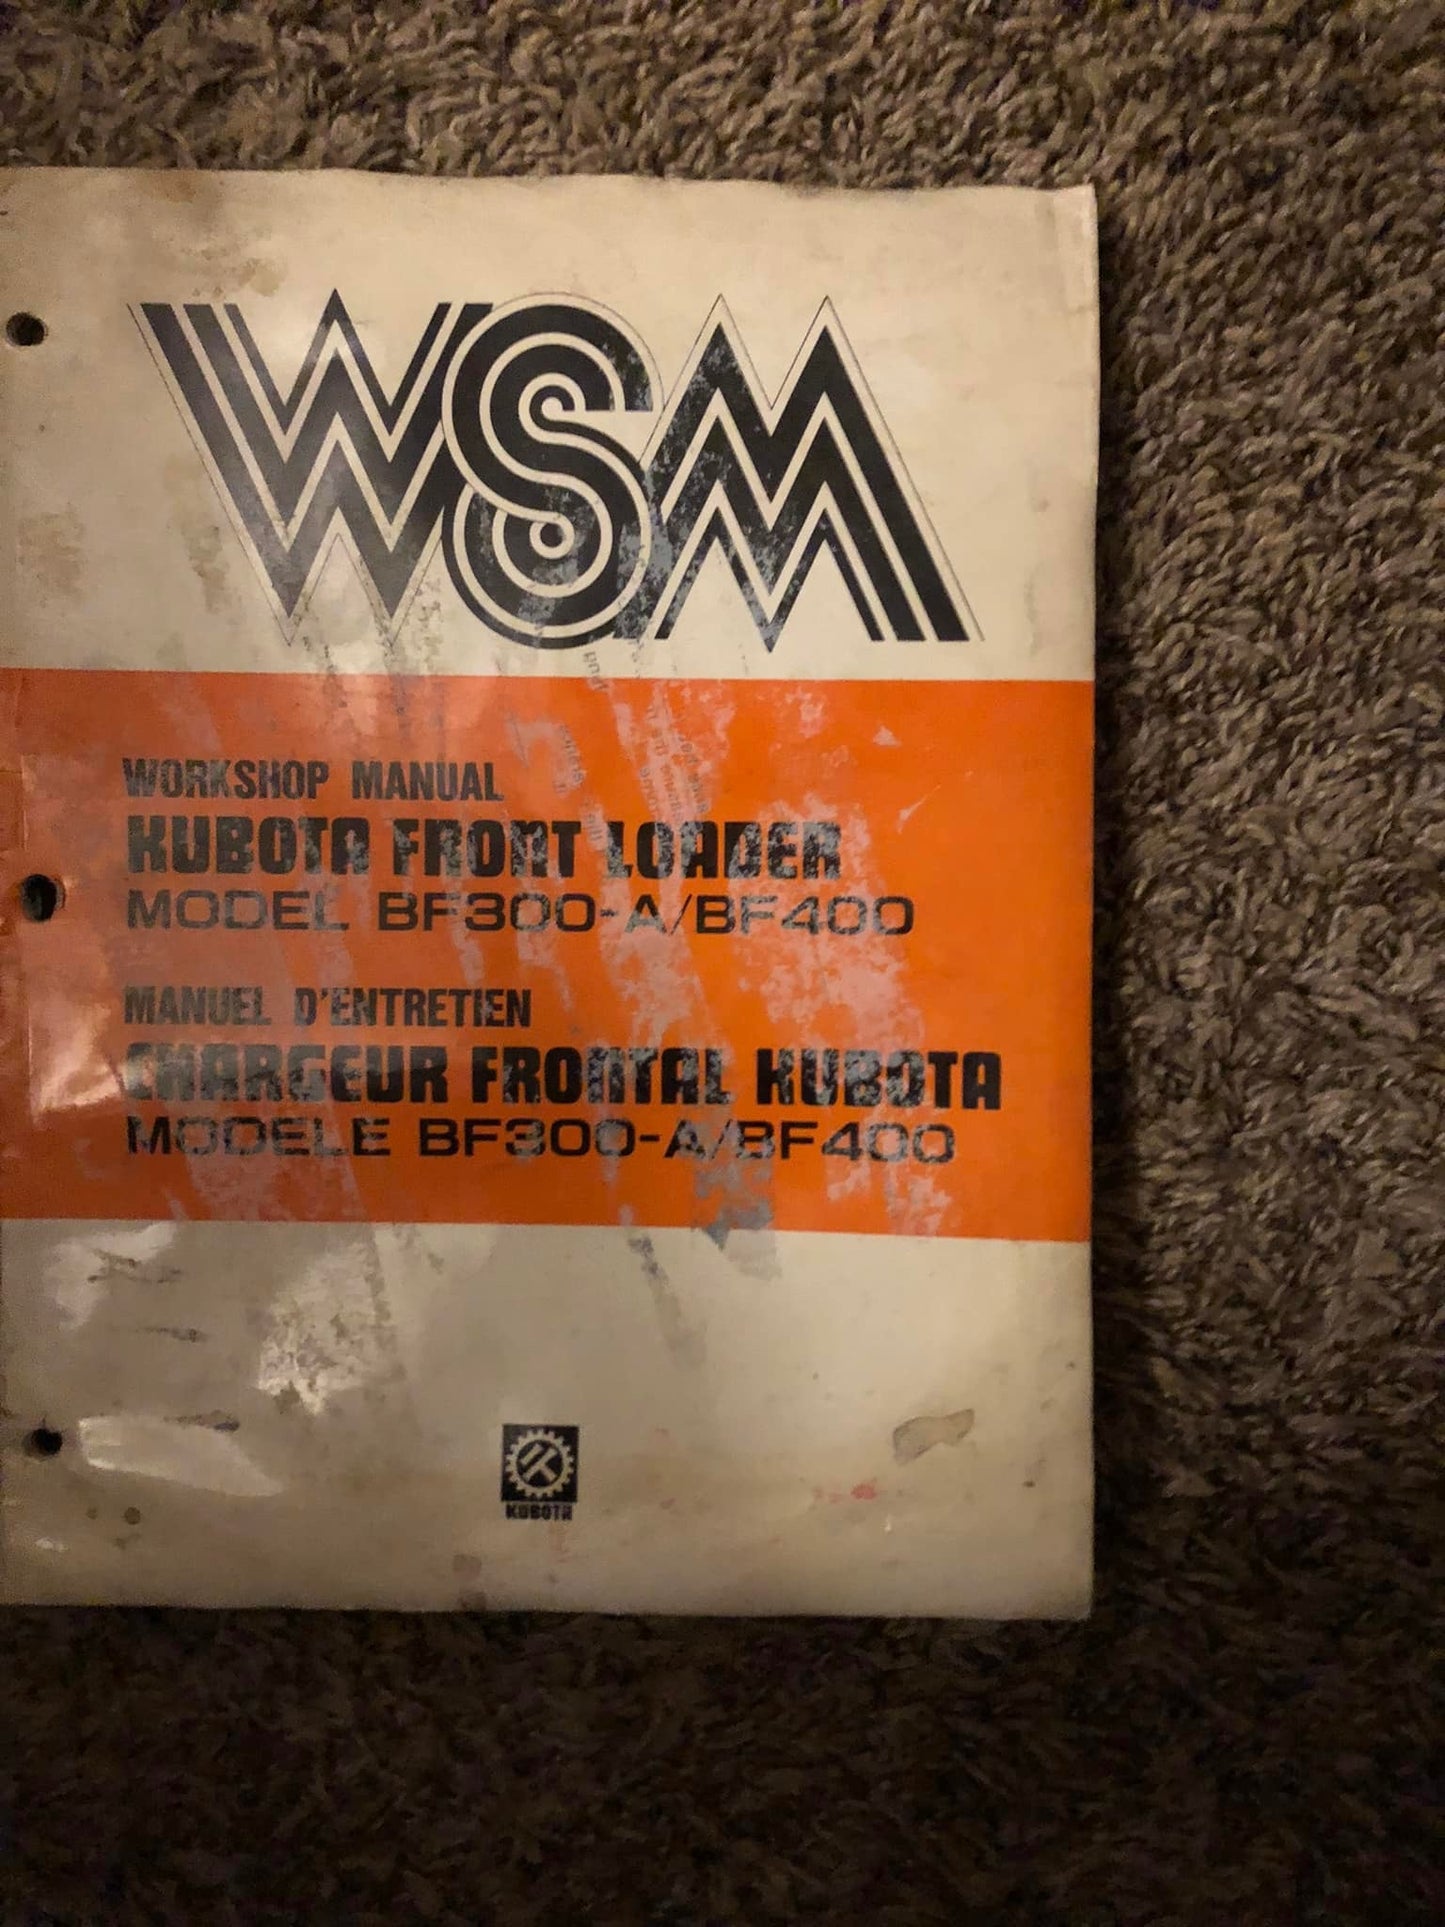 WSM
WORKSHOP MANUAL
KUBOTA FRONT LOADER
MODEL BF300-A/BF400
MANUEL D'ENTRETIEN
CHARGEUR FRONTAL KUBOTA
MODELE BF300-A/BF400
KUBOTA